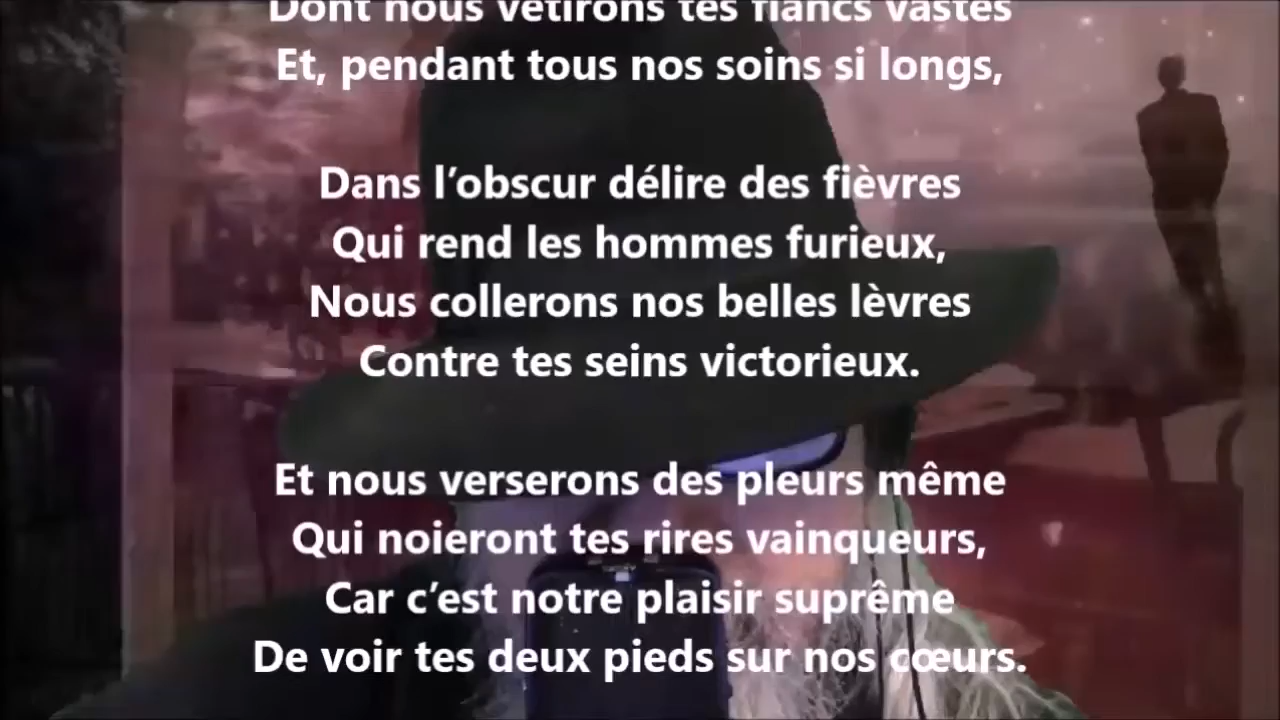 Dont nous vêtirons tes flancs vastes
Et, pendant tous nos soins si longs,
Dans l’obscur délire des fièvres
Qui rend les hommes furieux,
Nous collerons nos belles lèvres
Contre tes seins victorieux.
Et nous verserons des pleurs même
Qui noieront tes rires vainqueurs,
Car c’est notre plaisir suprême
De voir tes deux pieds sur nos cœurs.